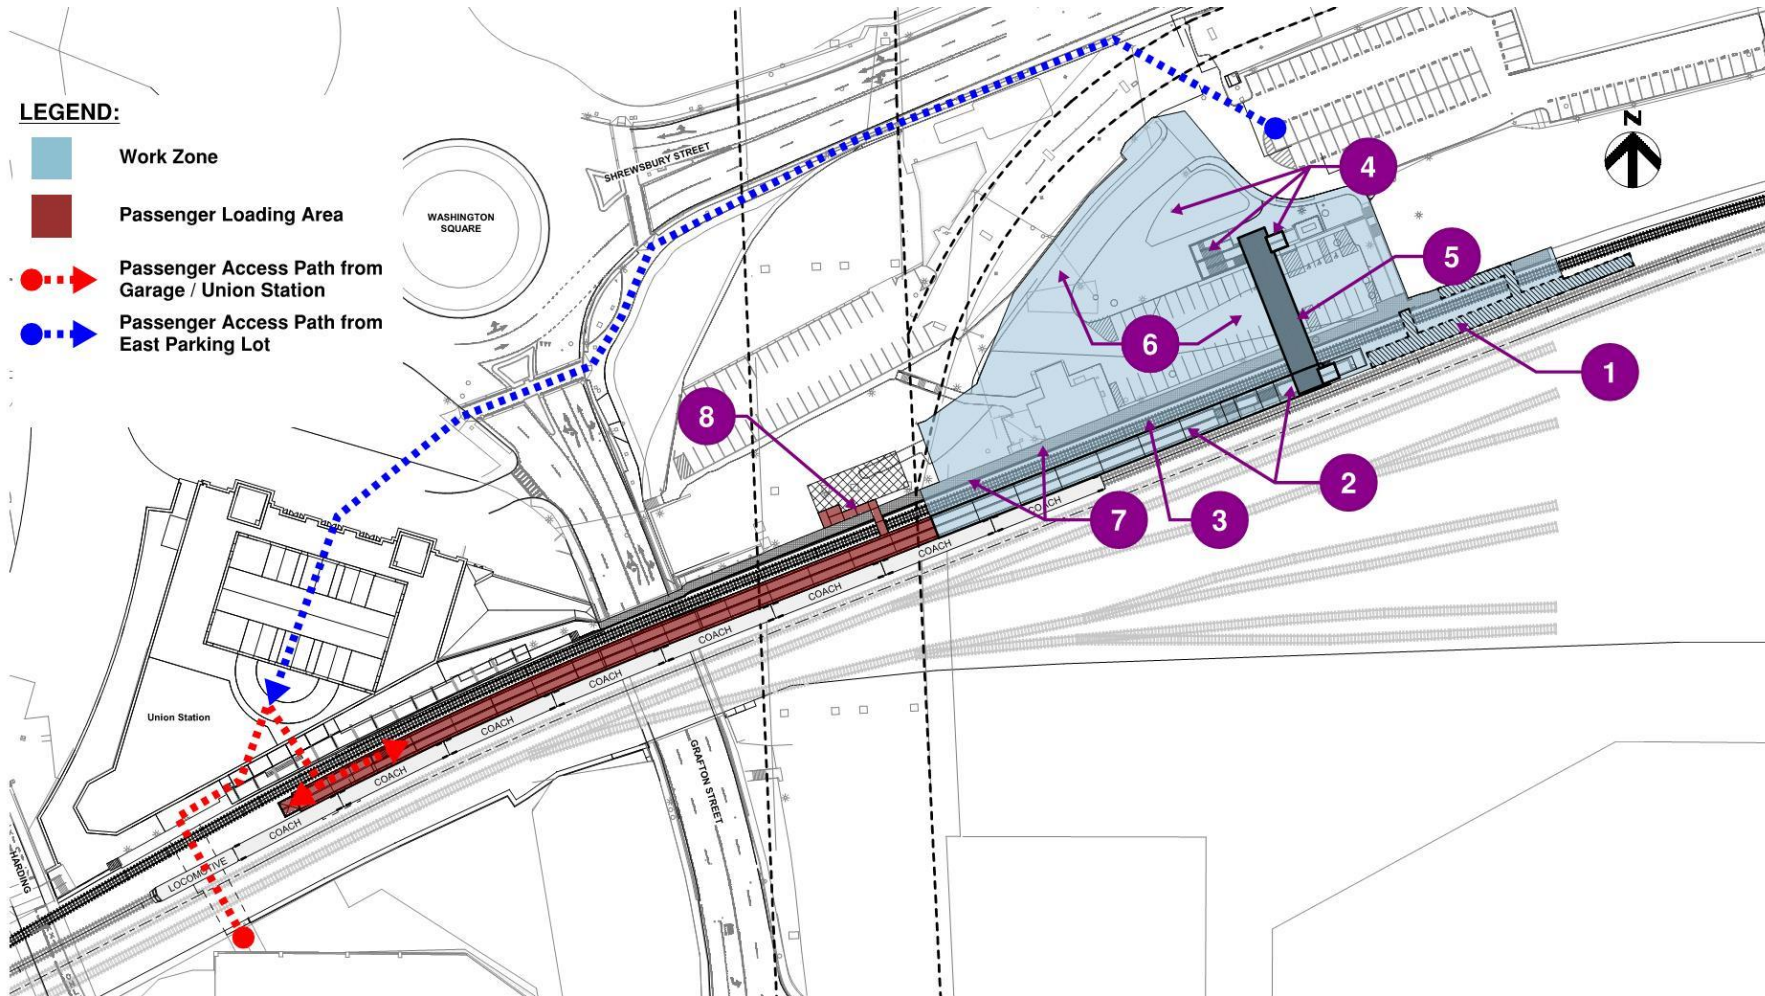 LEGEND:
Work Zone
Passenger Loading Area
Passenger Access Path from
Garage / Union Station
Passenger Access Path from
East Parking Lot
SHREWSBURY STREET
WASHINGTON
SQUARE
N
4
5
6
1
8
2
7
3
COACH
COACH
COACH
COACH
COACH
COACH
COACH
COACH
COACH
LOCOMOTIVE
Union Station
GRAFTON STREET
HARDING